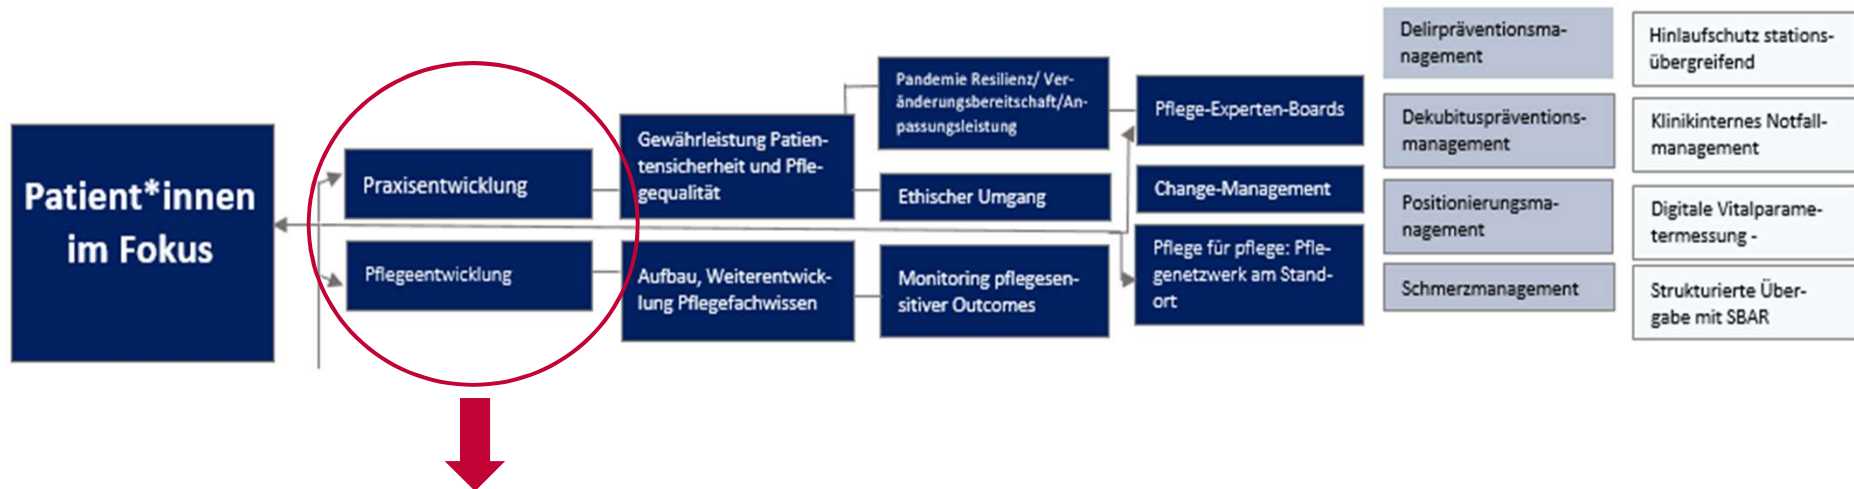 Patient*innen
im Fokus
Praxisentwicklung
Pflegeentwicklung
Gewährleistung Patien-
tensicherheit und Pfle-
gequalität
Aufbau, Weiterentwick-
lung Pflegefachwissen
Pandemie Resilienz/ Ver-
änderungsbereitschaft/An-
passungsleistung
Ethischer Umgang
Monitoring pflegesen-
sitiver Outcomes
Pflege-Experten-Boards
Change-Management
Pflege für pflege: Pfle-
genetzwerk am Stand-
ort
Delirpräventionsma-
nagement
Dekubituspräventions-
management
Positionierungsma-
nagement
Schmerzmanagement
Hinlaufschutz stations-
übergreifend
Klinikinternes Notfall-
management
Digitale Vitalparame-
termessung -
Strukturierte Über-
gabe mit SBAR